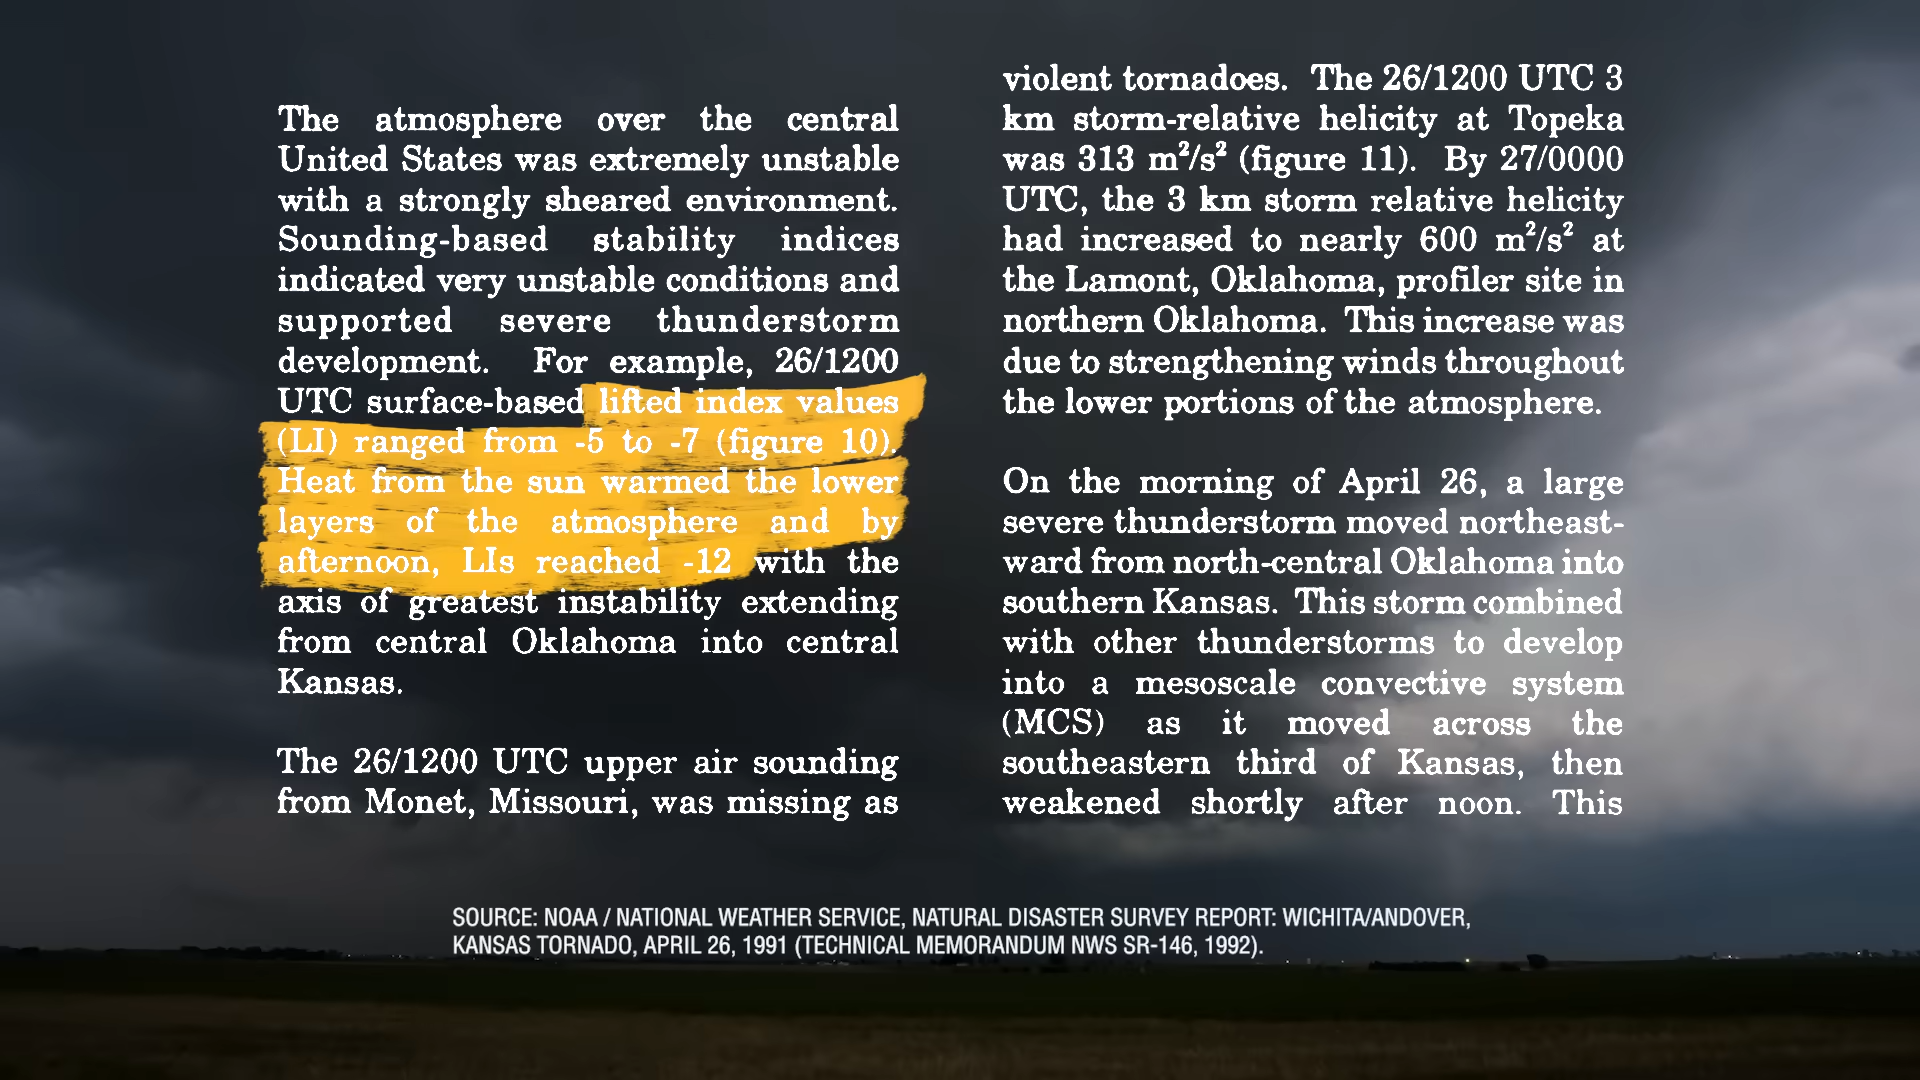 The atmosphere over the central
United States was extremely unstable
with a strongly sheared environment.
Sounding-based stability indices
indicated very unstable conditions and
supported severe thunderstorm
development. For example, 26/1200
UTC surface-based lifted index values
(LI) ranged from -5 to -7 (figure 10).
Heat from the sun warmed the lower
layers of the atmosphere and by
afternoon, LIs reached -12 with the
axis of greatest instability extending
from central Oklahoma into central
Kansas.
The 26/1200 UTC upper air sounding
from Monet, Missouri, was missing as
violent tornadoes. The 26/1200 UTC 3
km storm-relative helicity at Topeka
was 313 m²/s² (figure 11). By 27/0000
UTC, the 3 km storm relative helicity
had increased to nearly 600 m²/s² at
the Lamont, Oklahoma, profiler site in
northern Oklahoma. This increase was
due to strengthening winds throughout
the lower portions of the atmosphere.
On the morning of April 26, a large
severe thunderstorm moved northeast-
ward from north-central Oklahoma into
southern Kansas. This storm combined
with other thunderstorms to develop
into a mesoscale convective system
(MCS) as it moved across the
southeastern third of Kansas, then
weakened shortly after noon. This
SOURCE: NOAA / NATIONAL WEATHER SERVICE, NATURAL DISASTER SURVEY REPORT: WICHITA/ANDOVER,
KANSAS TORNADO, APRIL 26, 1991 (TECHNICAL MEMORANDUM NWS SR-146, 1992).